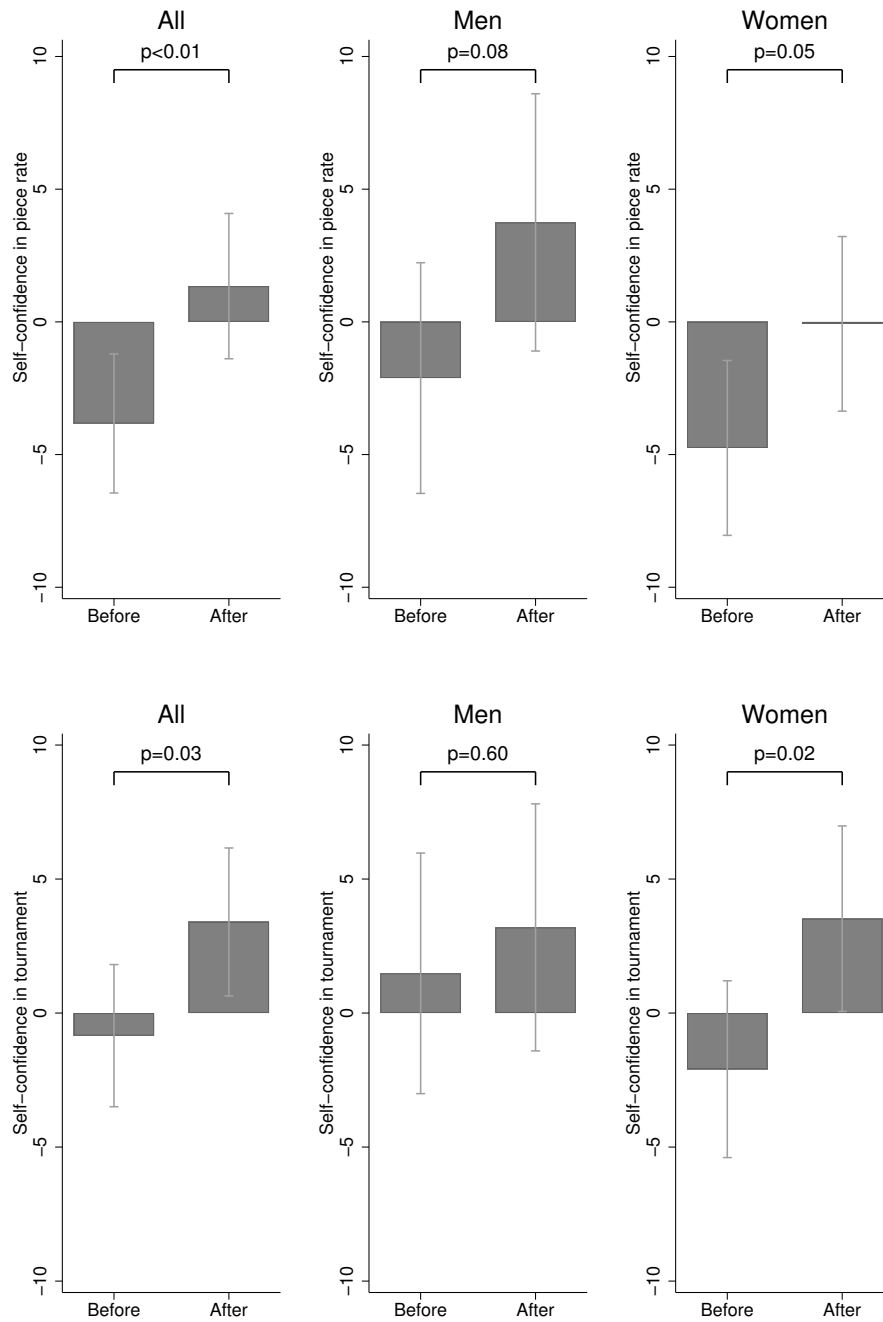 All
Men
Women
p<0.01
p=0.08
p=0.05
Self−confidence in piece rate
10
5
0
−5
−10
Before
After
Self−confidence in piece rate
10
5
0
−5
−10
Before
After
Self−confidence in piece rate
10
5
0
−5
−10
Before
After
All
Men
Women
p=0.03
p=0.60
p=0.02
Self−confidence in tournament
10
5
0
−5
−10
Before
After
Self−confidence in tournament
10
5
0
−5
−10
Before
After
Self−confidence in tournament
10
5
0
−5
−10
Before
After